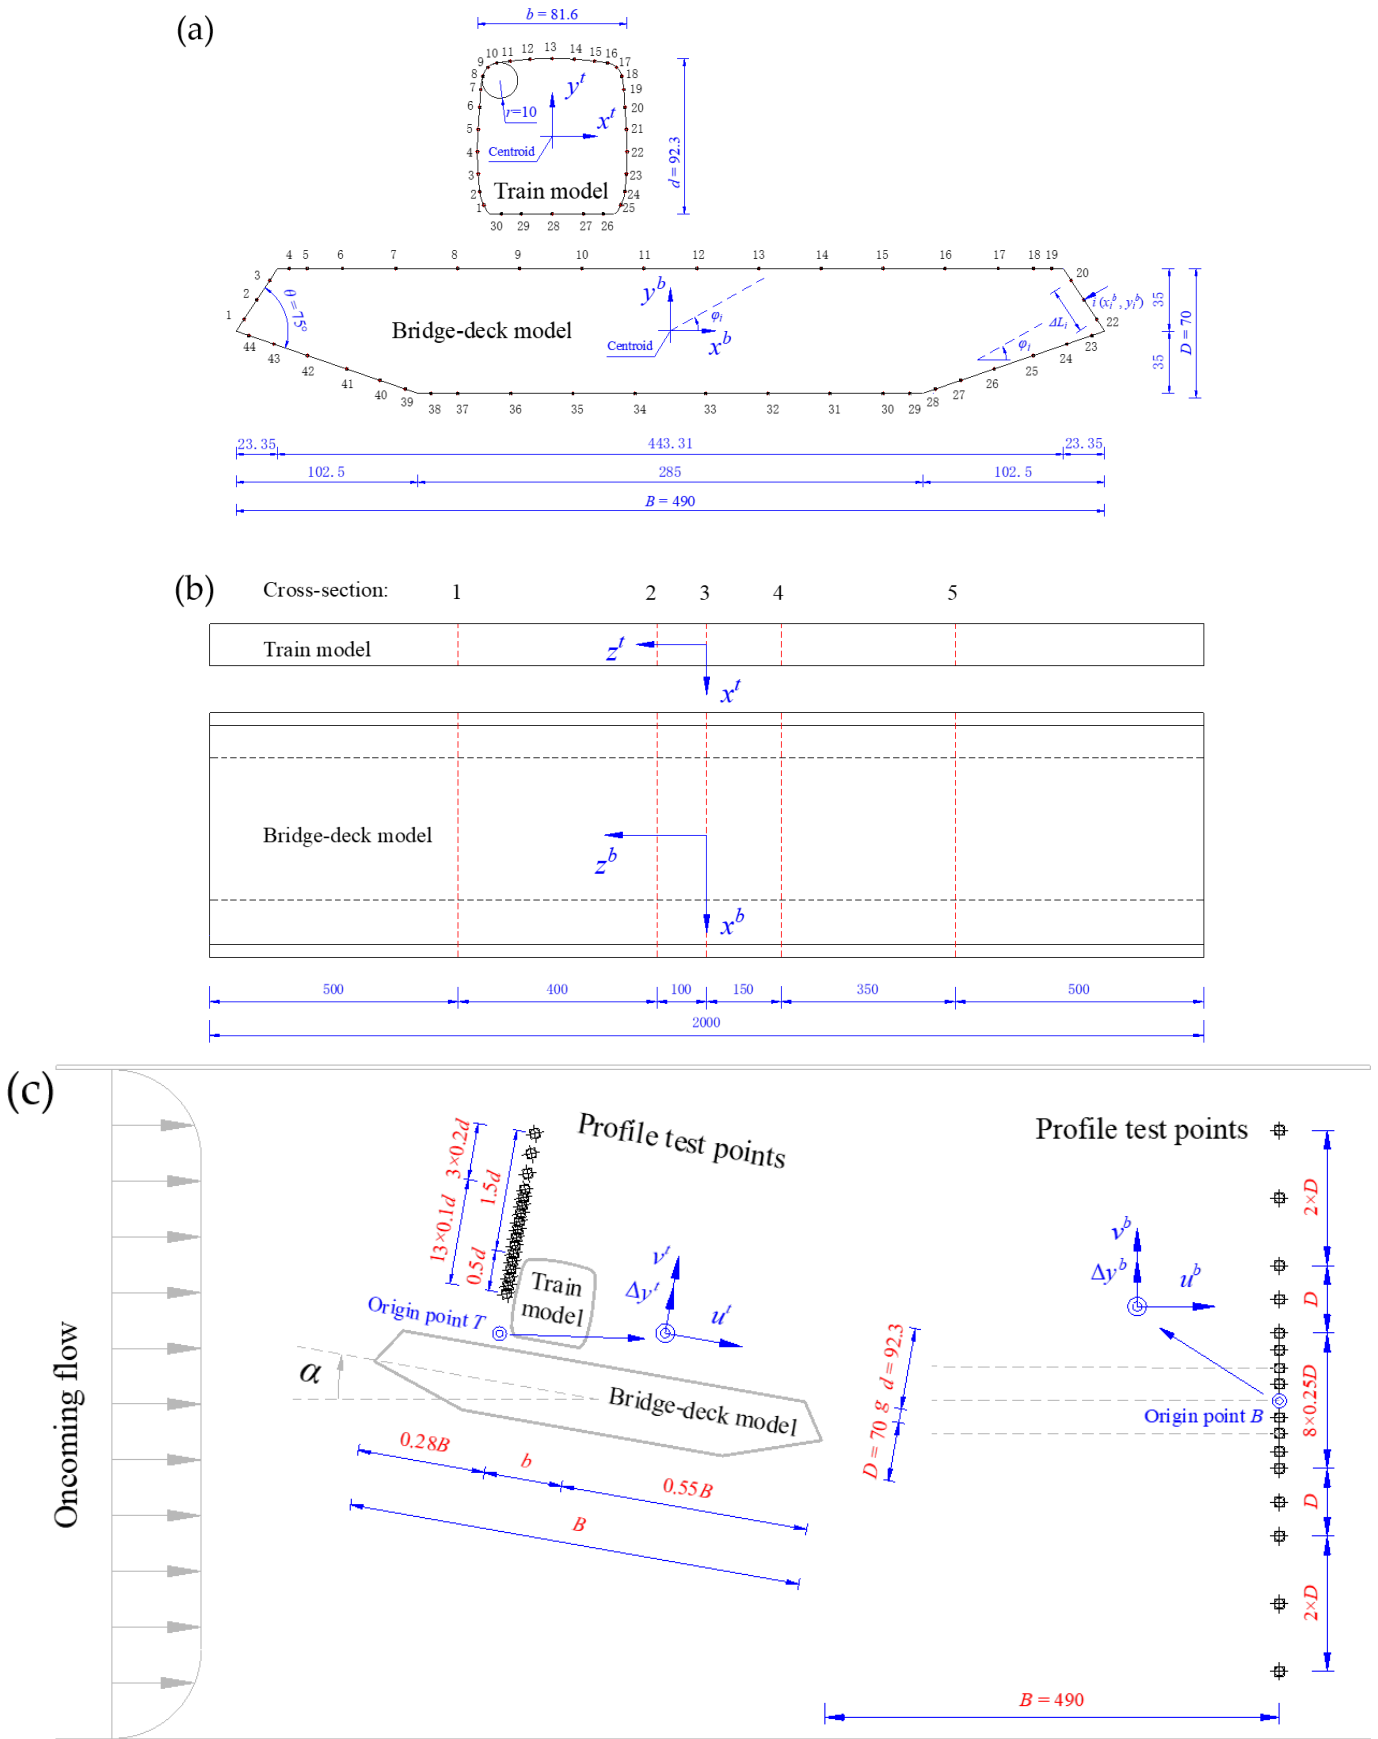 (a)
b = 81.6
9 10 11 12 13 14 15 16 17
8 18
7 19
6 20
5 21
4 22
3 23
2 24
1 25
30 29 28 27 26
r=10
y^t
x^t
Centroid
Train model
d = 92.3
4 5 6 7 8 9 10 11 12 13 14 15 16 17 18 19
3 20
2
1 22
θ = 75°
Bridge-deck model
y^b
x^b
φ_i
Centroid
i (x_i^b, y_i^b)
ΔL_i
φ_i
35
35
D = 70
44 43 42 41 40 39 38 37 36 35 34 33 32 31 30 29 28 27 26 25 24 23
23.35 443.31 23.35
102.5 285 102.5
B = 490
(b)
Cross-section: 1 2 3 4 5
Train model
z^t
x^t
Bridge-deck model
z^b
x^b
500 400 100 150 350 500
2000
(c)
Oncoming flow
Profile test points
3×0.2d
13×0.1d
1.5d
0.5d
Train
model
Origin point T
v^t
Δy^t
u^t
α
Bridge-deck model
0.28B
b
0.55B
B
d = 92.3
g
D = 70
Profile test points
v^b
Δy^b
u^b
Origin point B
2×D
D
8×0.25D
D
2×D
B = 490